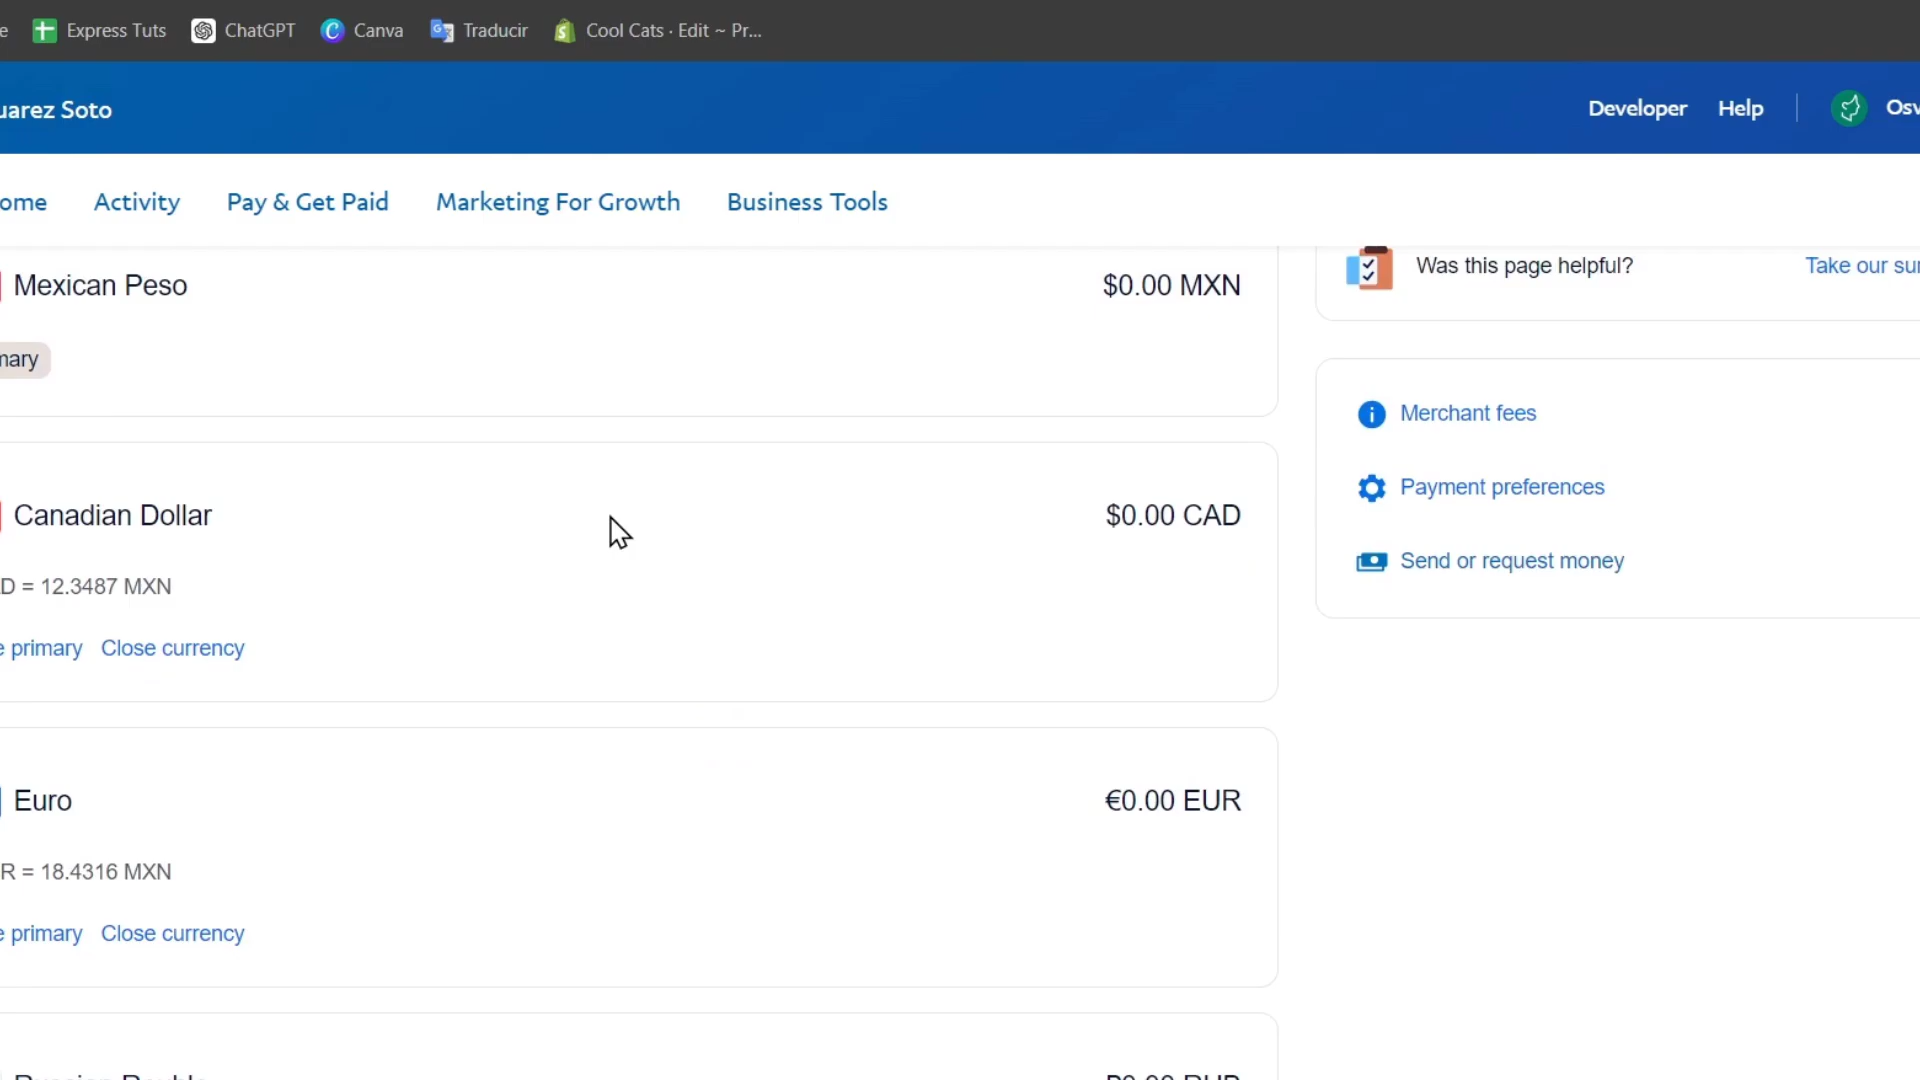 e Express Tuts ChatGPT Canva Traducir Cool Cats · Edit ~ Pr...
uarez Soto Developer Help Osv
ome Activity Pay & Get Paid Marketing For Growth Business Tools
Mexican Peso $0.00 MXN
mary
Was this page helpful? Take our sur
Merchant fees
Payment preferences
Send or request money
Canadian Dollar $0.00 CAD
D = 12.3487 MXN
e primary Close currency
Euro €0.00 EUR
R = 18.4316 MXN
e primary Close currency